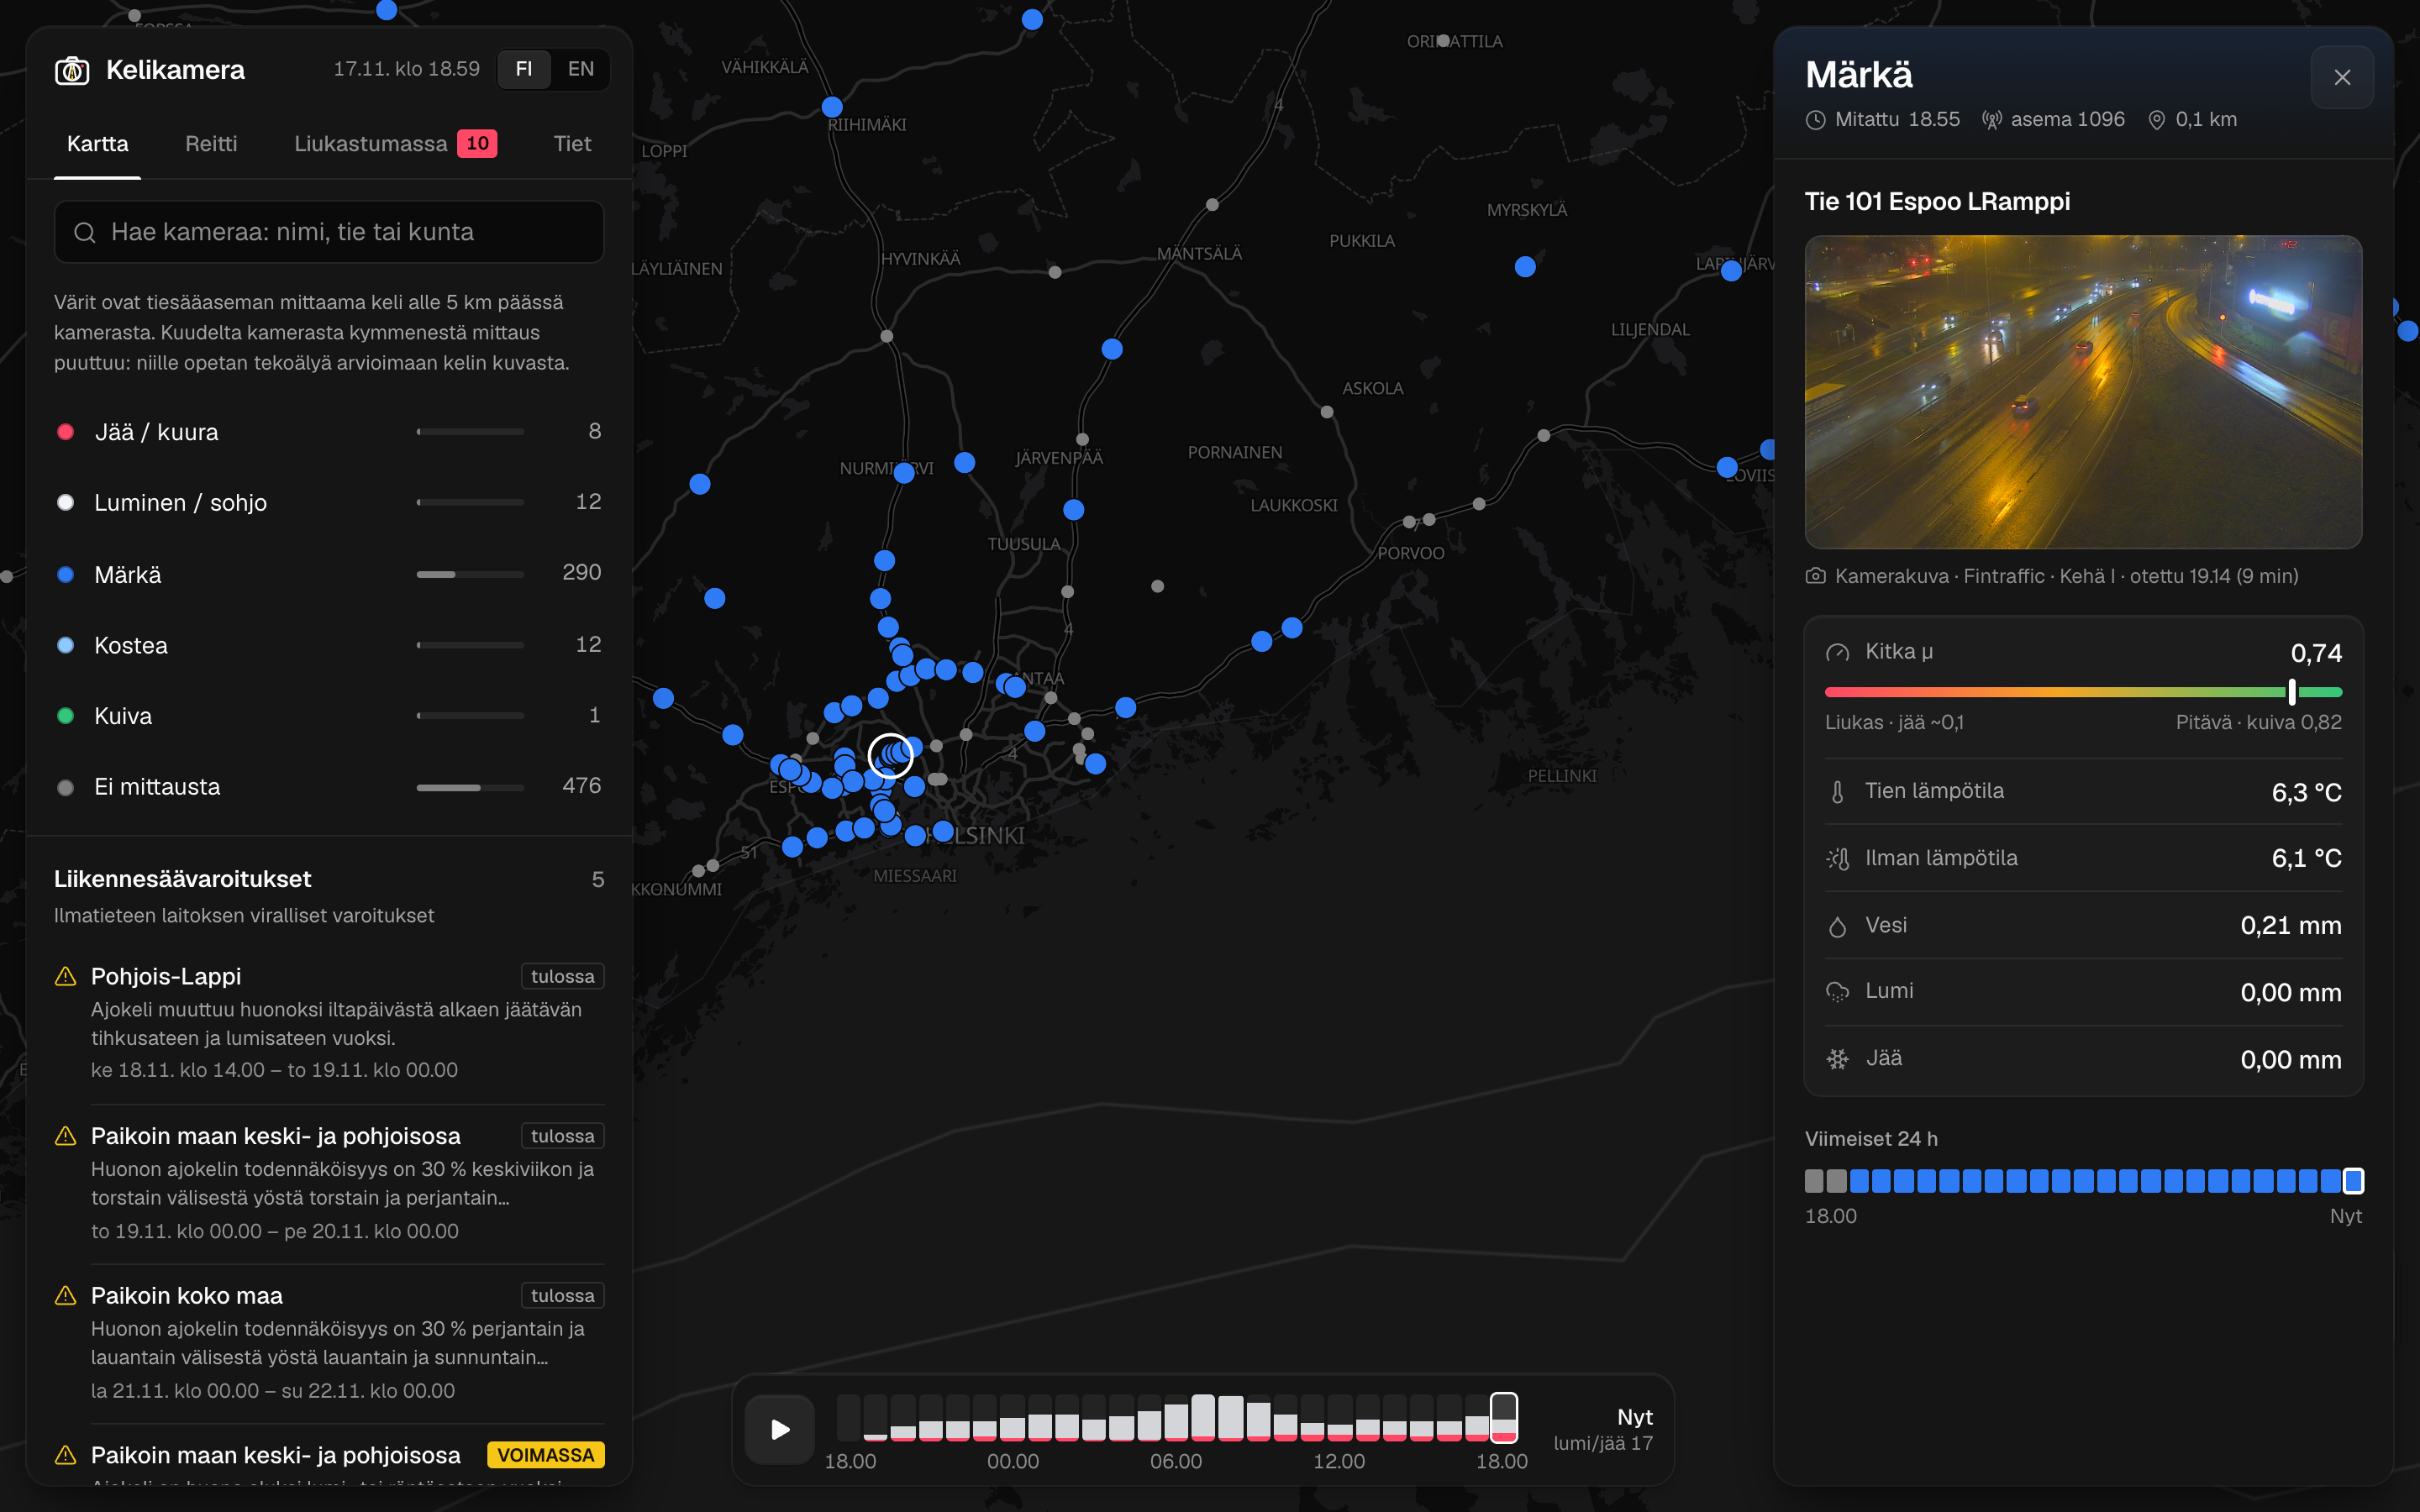 Kelikamera
17.11. klo 18.59
FI
EN
Kartta
Reitti
Liukastumassa 10
Tiet
Hae kameraa: nimi, tie tai kunta
Värit ovat tiesääaseman mittaama keli alle 5 km päässä
kamerasta. Kuudelta kamerasta kymmenestä mittaus
puuttuu: niille opetan tekoälyä arvioimaan kelin kuvasta.
Jää / kuura 8
Luminen / sohjo 12
Märkä 290
Kostea 12
Kuiva 1
Ei mittausta 476
Liikennesäävaroitukset 5
Ilmatieteen laitoksen viralliset varoitukset
Pohjois-Lappi tulossa
Ajokeli muuttuu huonoksi iltapäivästä alkaen jäätävän
tihkusateen ja lumisateen vuoksi.
ke 18.11. klo 14.00 – to 19.11. klo 00.00
Paikoin maan keski- ja pohjoisosa tulossa
Huonon ajokelin todennäköisyys on 30 % keskiviikon ja
torstain välisestä yöstä torstain ja perjantain…
to 19.11. klo 00.00 – pe 20.11. klo 00.00
Paikoin koko maa tulossa
Huonon ajokelin todennäköisyys on 30 % perjantain ja
lauantain välisestä yöstä lauantain ja sunnuntain…
la 21.11. klo 00.00 – su 22.11. klo 00.00
Paikoin maan keski- ja pohjoisosa VOIMASSA
VÄHIKKÄLÄ
RIIHIMÄKI
LOPPI
4
MYRSKYLÄ
PUKKILA
MÄNTSÄLÄ
HYVINKÄÄ
LÄYLIÄINEN
LILJENDAL
ASKOLA
JÄRVENPÄÄ
PORNAINEN
LAUKKOSKI
TUUSULA
PORVOO
7
4
4
PELLINKI
51
MIESSAARI
KKONUMMI
18.00
00.00
06.00
12.00
18.00
Nyt
lumi/jää 17
Märkä
Mitattu 18.55
asema 1096
0,1 km
Tie 101 Espoo LRamppi
Kamerakuva · Fintraffic · Kehä I · otettu 19.14 (9 min)
Kitka µ 0,74
Liukas · jää ~0,1
Pitävä · kuiva 0,82
Tien lämpötila 6,3 °C
Ilman lämpötila 6,1 °C
Vesi 0,21 mm
Lumi 0,00 mm
Jää 0,00 mm
Viimeiset 24 h
18.00
Nyt